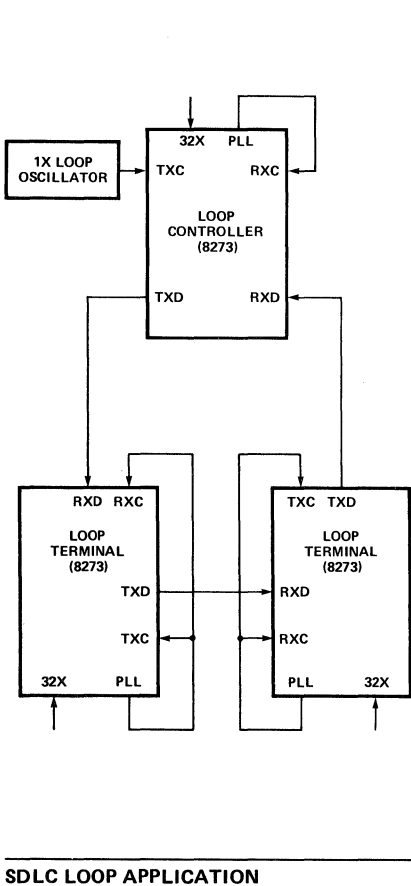 32X PLL
1X LOOP
OSCILLATOR
TXC RXC
LOOP
CONTROLLER
(8273)
TXD RXD
RXD RXC
LOOP
TERMINAL
(8273)
TXD
TXC
32X PLL
TXC TXD
LOOP
TERMINAL
(8273)
RXD
RXC
PLL 32X
SDLC LOOP APPLICATION